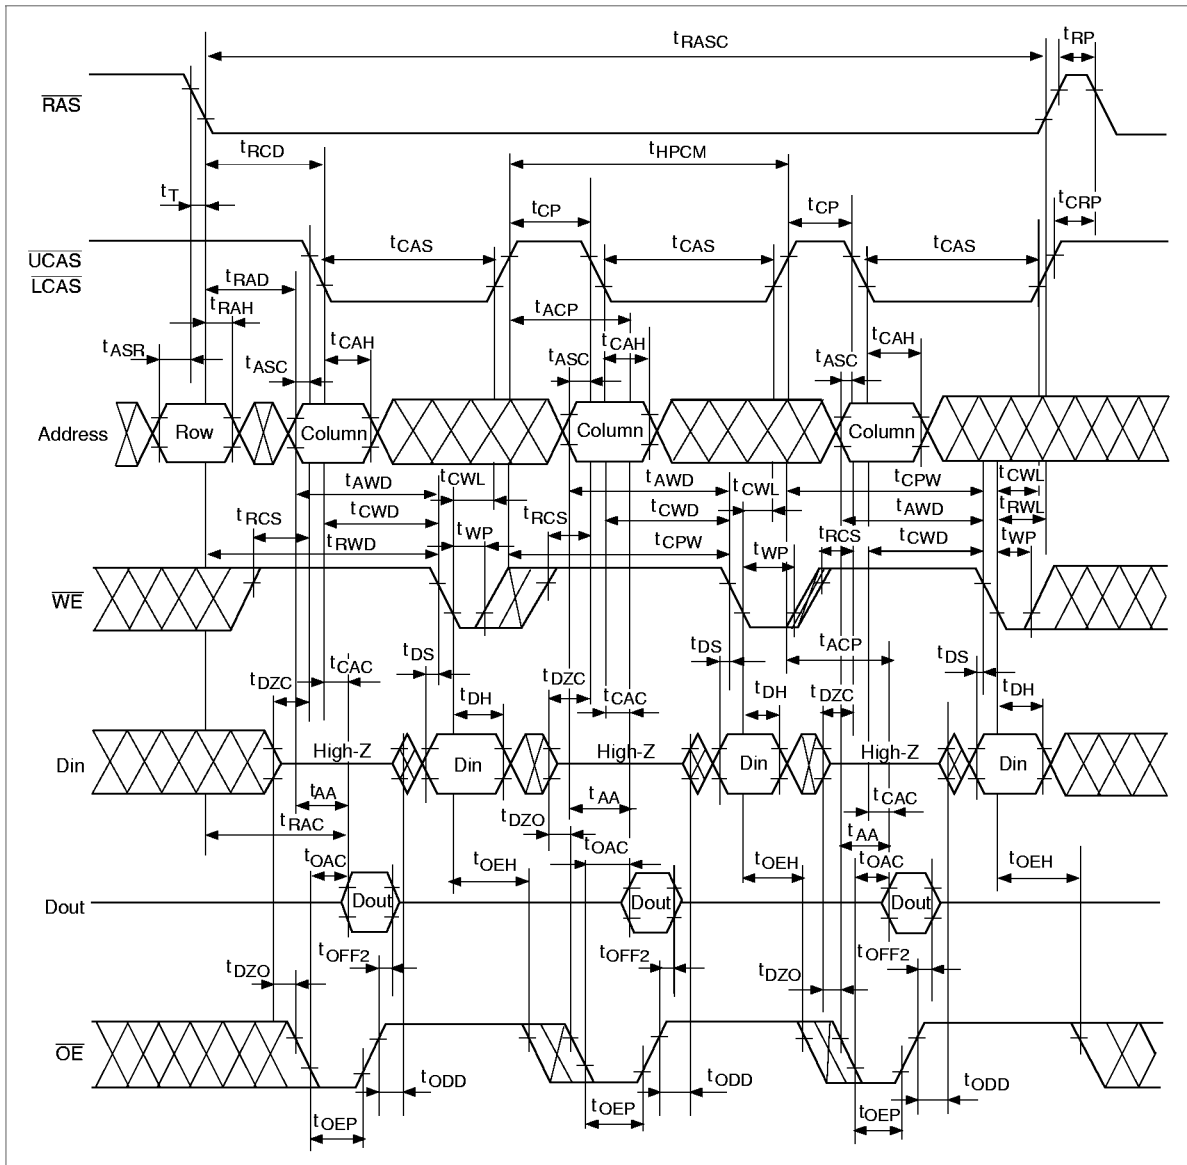 tRASC tRP
RAS
tRCD tHPCM
tT tCP tCP tCRP
UCAS
LCAS
tCAS tCAS tCAS
tRAD
tRAH tACP
tASR tASC tCAH tASC tCAH tASC tCAH
Address Row Column Column Column
tAWD tCWL tAWD tCWL tCPW tCWL
tRCS tCWD tWP tRCS tCWD tAWD tRWL
tRWD tCPW tWP tRCS tCWD tWP
WE
tDS tDS tACP tDS
tDZC tCAC tDH tDZC tCAC tDH tDZC tDH
Din High-Z Din High-Z Din High-Z Din
tAA tAA tCAC
tRAC tDZO tAA
tOAC tOEH tOAC tOEH tOAC tOEH
Dout Dout Dout Dout
tDZO tOFF2 tOFF2 tDZO tOFF2
OE
tODD tODD tODD
tOEP tOEP tOEP